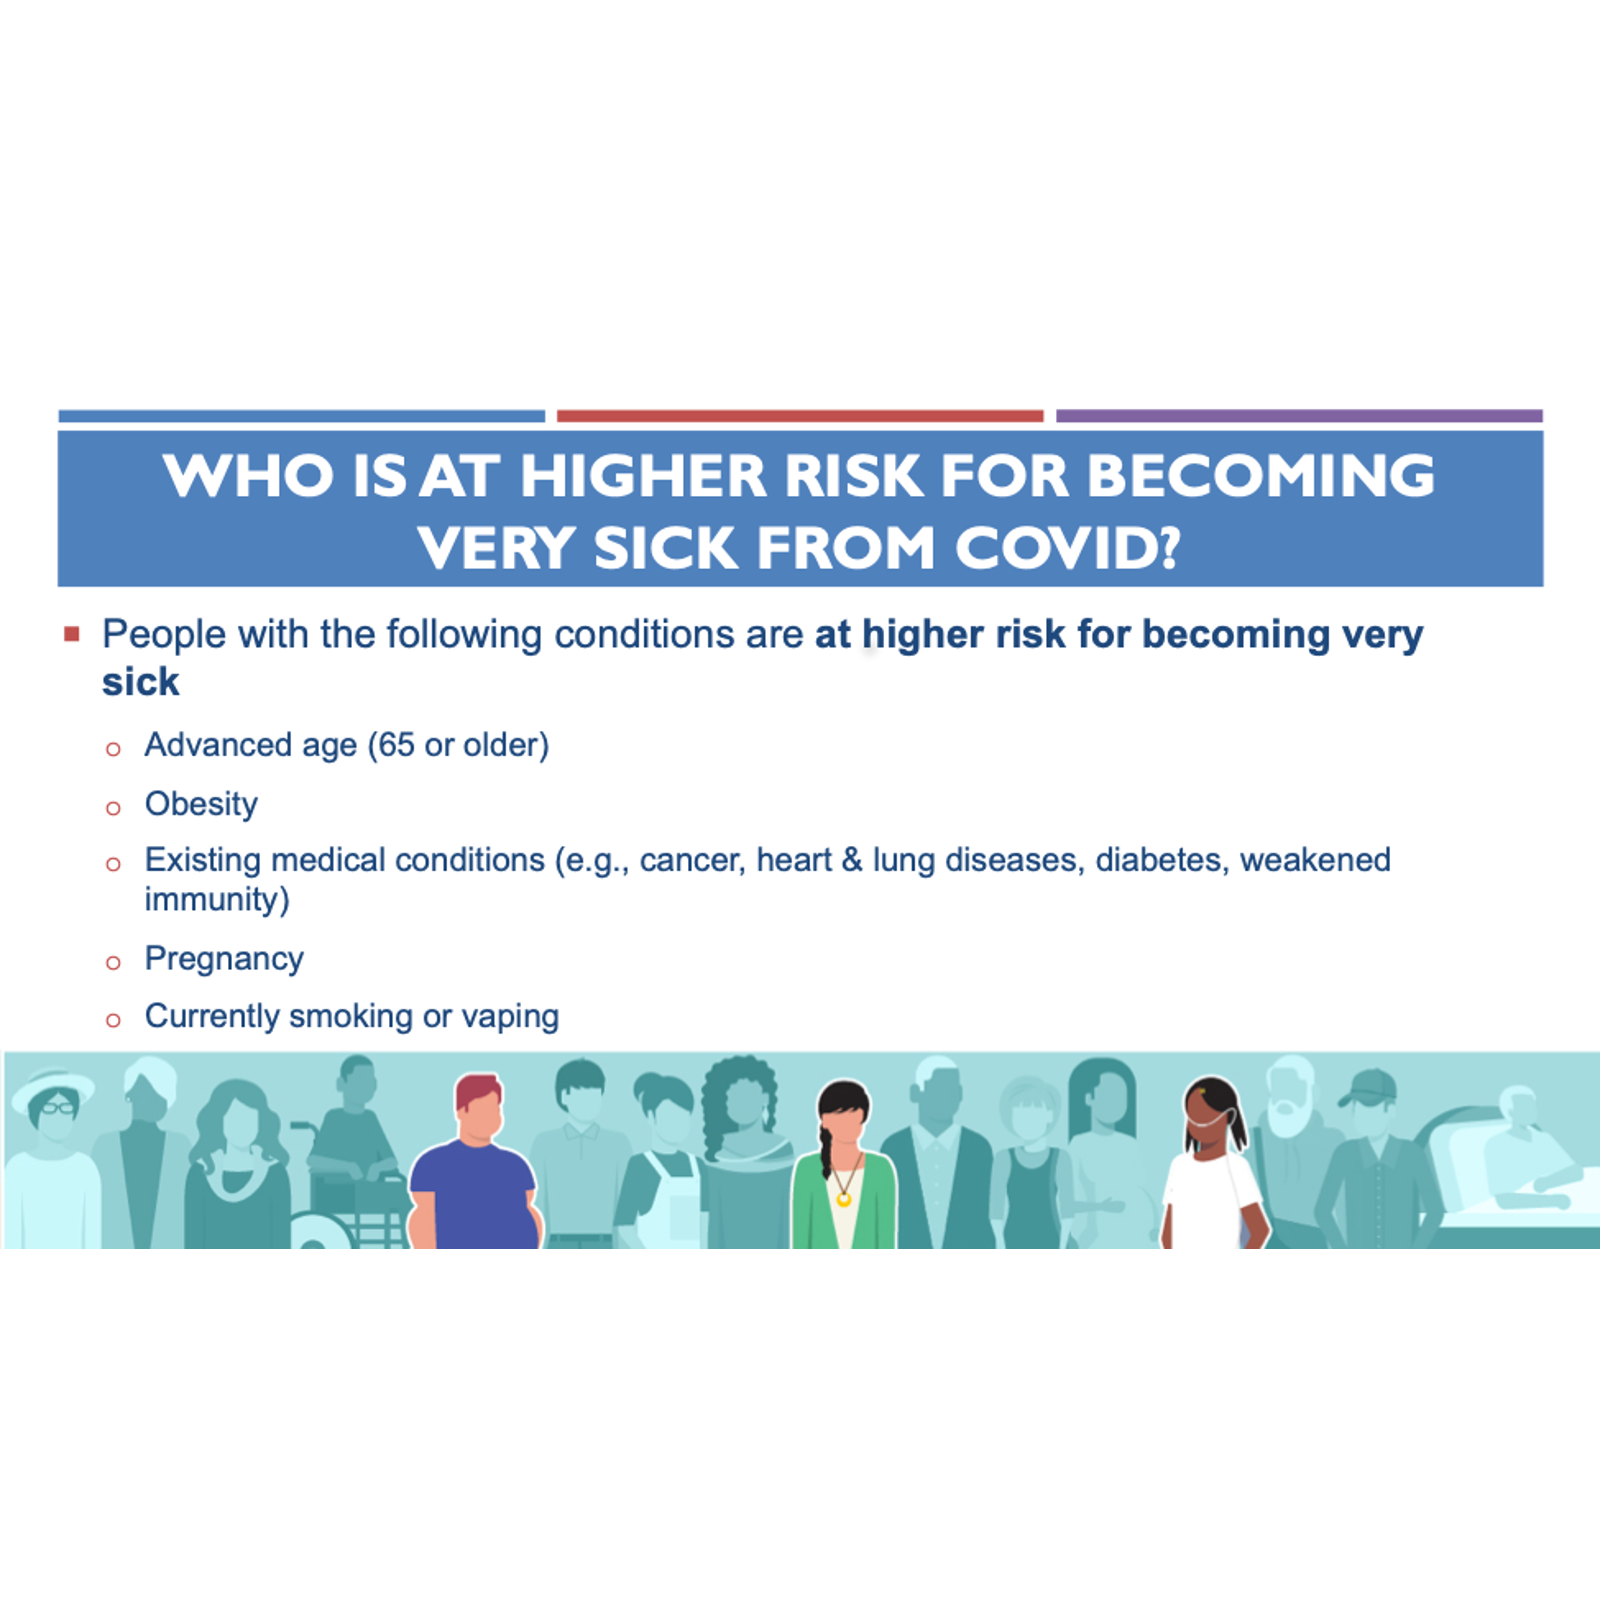 WHO IS AT HIGHER RISK FOR BECOMING
VERY SICK FROM COVID?
People with the following conditions are at higher risk for becoming very
sick
Advanced age (65 or older)
Obesity
Existing medical conditions (e.g., cancer, heart & lung diseases, diabetes, weakened
immunity)
Pregnancy
Currently smoking or vaping